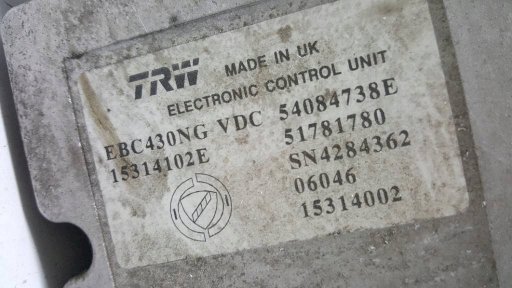 TRW MADE IN UK
ELECTRONIC CONTROL UNIT
EBC430NG VDC 54084738E
15314102E 51781780
SN4284362
06046
15314002